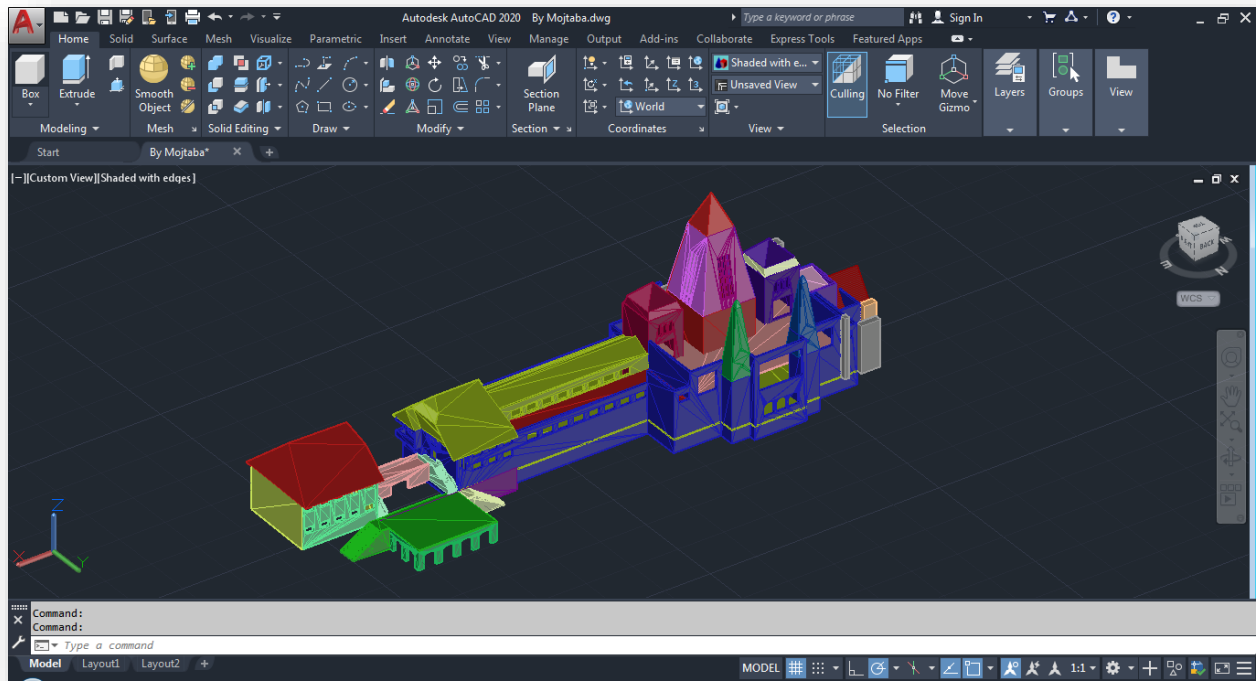 Autodesk AutoCAD 2020 By Mojtaba.dwg
Type a keyword or phrase
Sign In
Home Solid Surface Mesh Visualize Parametric Insert Annotate View Manage Output Add-ins Collaborate Express Tools Featured Apps
Box
Extrude
Smooth
Object
Section
Plane
World
Shaded with e...
Unsaved View
Culling
No Filter
Move
Gizmo
Layers
Groups
View
Modeling Mesh Solid Editing Draw Modify Section Coordinates View Selection
Start By Mojtaba* +
[−][Custom View][Shaded with edges]
BACK
E
N
WCS
Z
X
Y
Command:
Command:
Type a command
Model Layout1 Layout2 +
MODEL 1:1